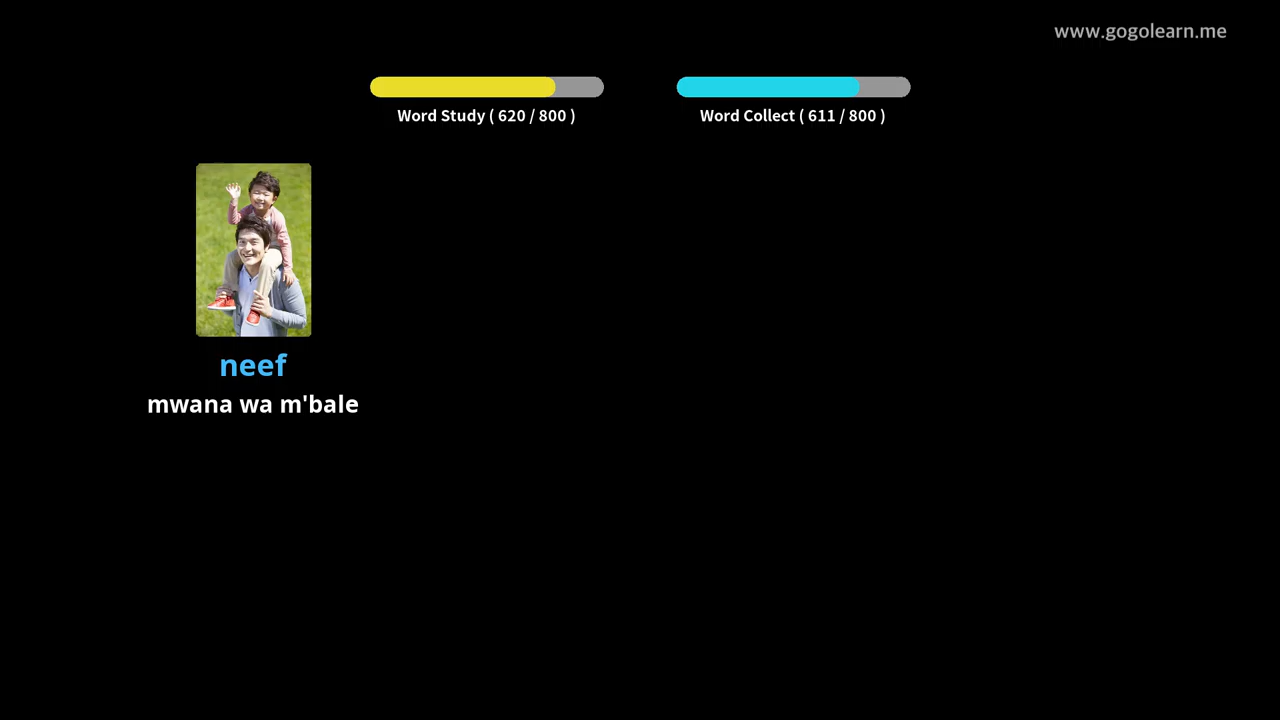 www.gogolearn.me
Word Study ( 620 / 800 )
Word Collect ( 611 / 800 )
neef
mwana wa m'bale